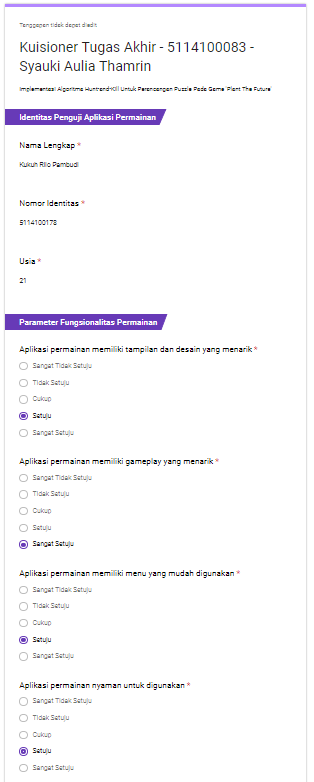 Tanggapan tidak dapat diedit
Kuisioner Tugas Akhir - 5114100083 -
Syauki Aulia Thamrin
Implementasi Algoritma Huntrend-Kill Untuk Perancangan Puzzle Pada Game 'Plant The Future'
Identitas Penguji Aplikasi Permainan
Nama Lengkap *
Kukuh Rilo Pambudi
Nomor Identitas *
5114100178
Usia *
21
Parameter Fungsionalitas Permainan
Aplikasi permainan memiliki tampilan dan desain yang menarik *
Sangat Tidak Setuju
Tidak Setuju
Cukup
Setuju
Sangat Setuju
Aplikasi permainan memiliki gameplay yang menarik *
Sangat Tidak Setuju
Tidak Setuju
Cukup
Setuju
Sangat Setuju
Aplikasi permainan memiliki menu yang mudah digunakan *
Sangat Tidak Setuju
Tidak Setuju
Cukup
Setuju
Sangat Setuju
Aplikasi permainan nyaman untuk digunakan *
Sangat Tidak Setuju
Tidak Setuju
Cukup
Setuju
Sangat Setuju